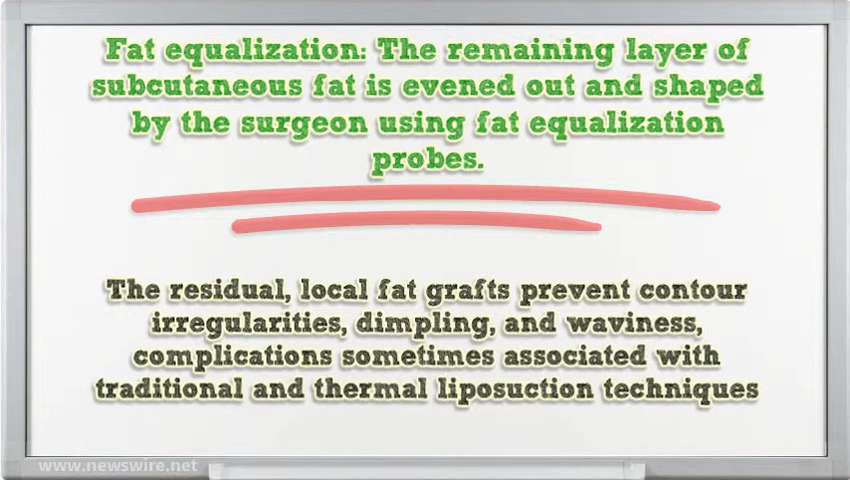 Fat equalization: The remaining layer of
subcutaneous fat is evened out and shaped
by the surgeon using fat equalization
probes.
The residual, local fat grafts prevent contour
irregularities, dimpling, and waviness,
complications sometimes associated with
traditional and thermal liposuction techniques
www.newswire.net